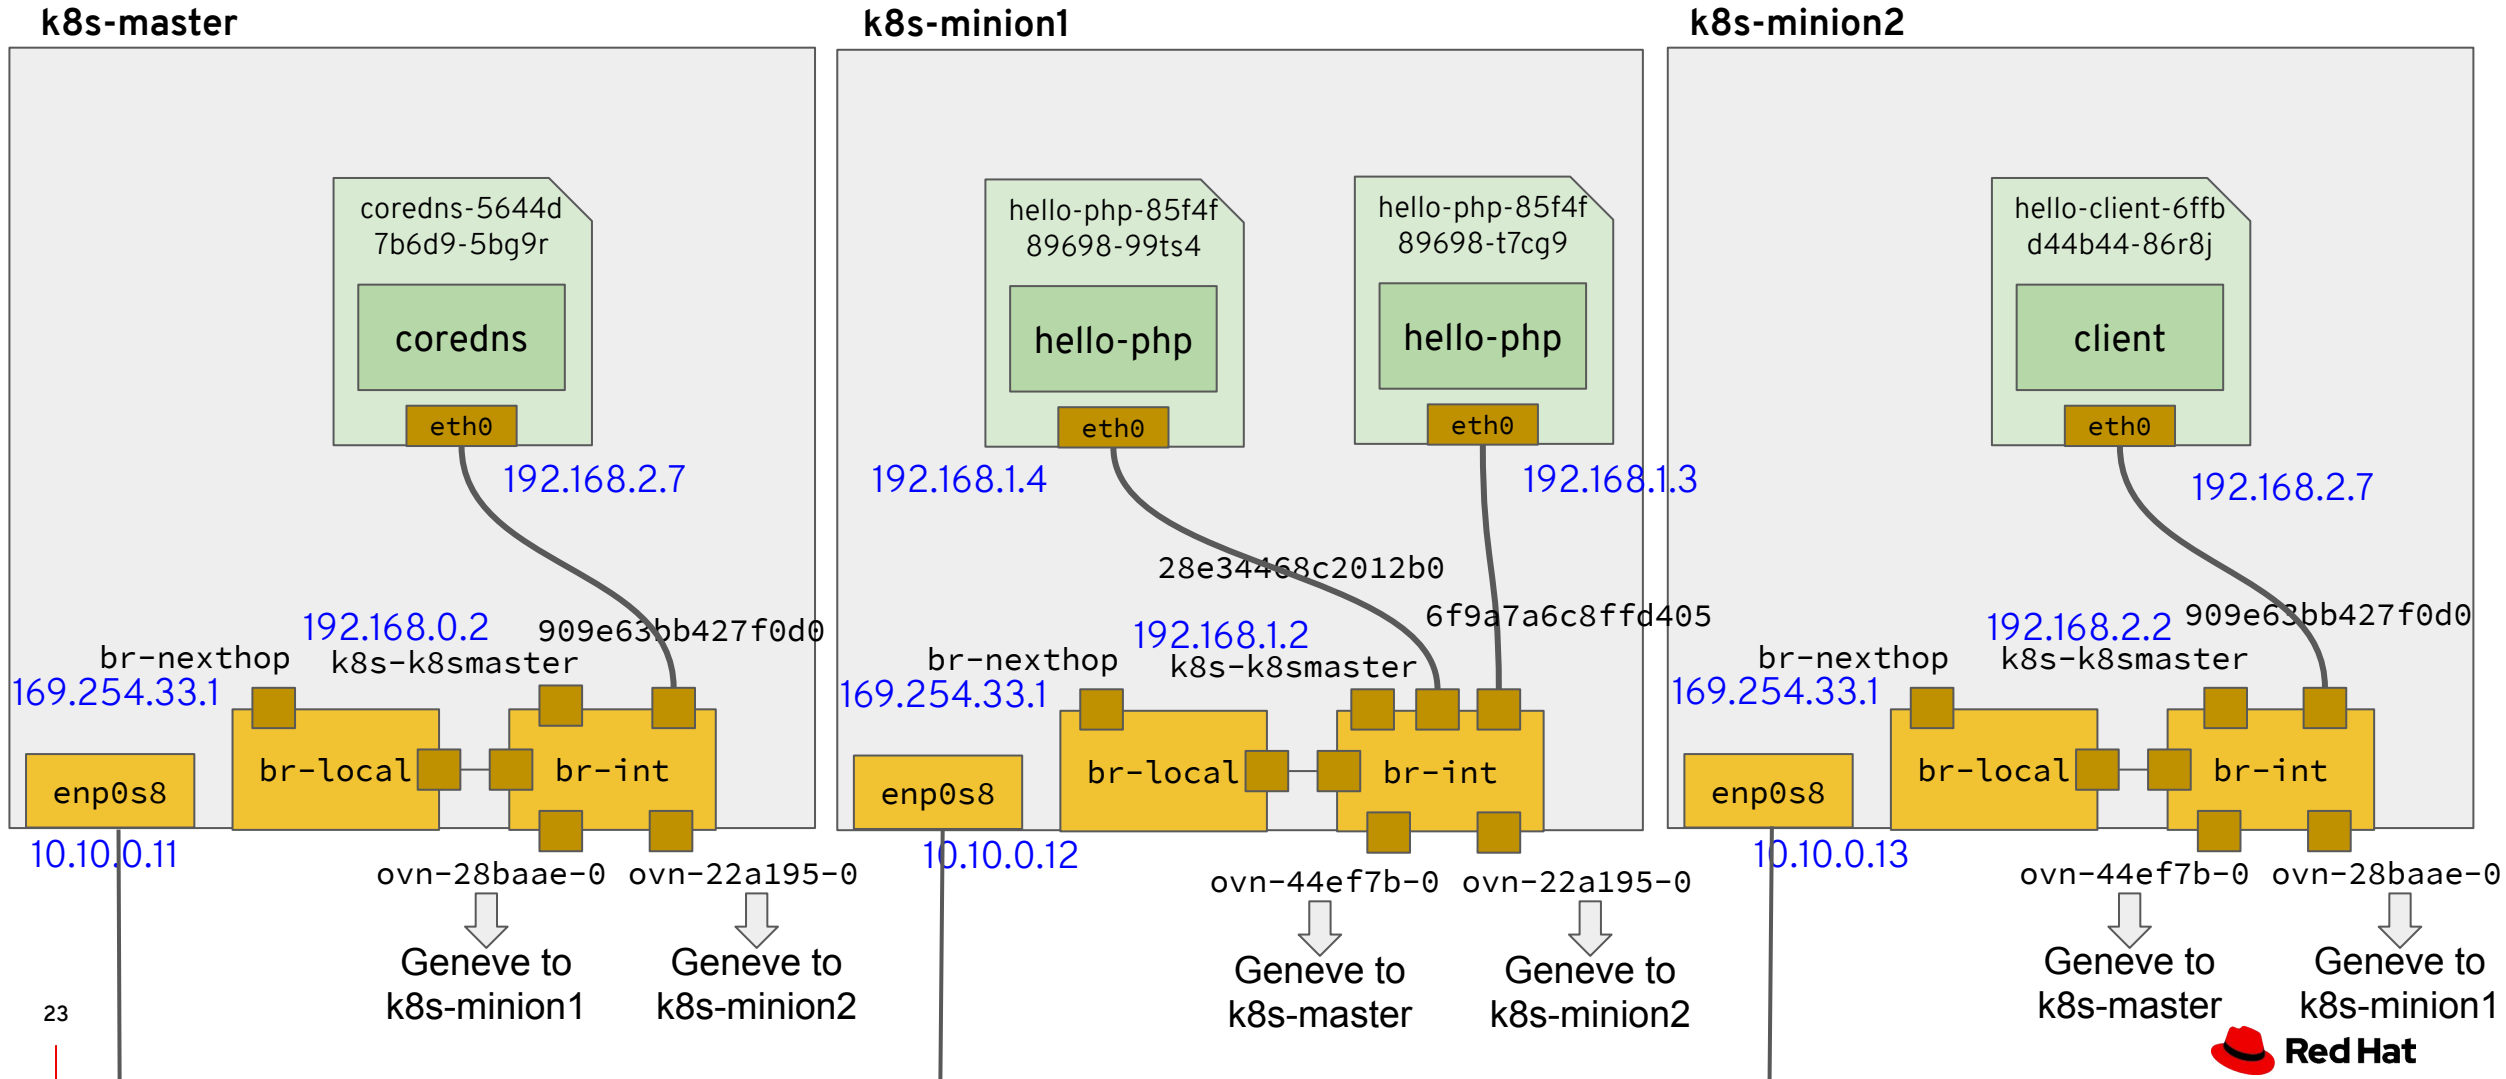 k8s-master
coredns-5644d
7b6d9-5bg9r
coredns
eth0
192.168.2.7
192.168.0.2
909e63bb427f0d0
br-nexthop
k8s-k8smaster
169.254.33.1
br-local
br-int
enp0s8
10.10.0.11
ovn-28baae-0
ovn-22a195-0
Geneve to
k8s-minion1
Geneve to
k8s-minion2
k8s-minion1
hello-php-85f4f
89698-99ts4
hello-php
eth0
192.168.1.4
hello-php-85f4f
89698-t7cg9
hello-php
eth0
192.168.1.3
28e34468c2012b0
6f9a7a6c8ffd405
192.168.1.2
br-nexthop
k8s-k8smaster
169.254.33.1
br-local
br-int
enp0s8
10.10.0.12
ovn-44ef7b-0
ovn-22a195-0
Geneve to
k8s-master
Geneve to
k8s-minion2
k8s-minion2
hello-client-6ffb
d44b44-86r8j
client
eth0
192.168.2.7
192.168.2.2
909e63bb427f0d0
br-nexthop
k8s-k8smaster
169.254.33.1
br-local
br-int
enp0s8
10.10.0.13
ovn-44ef7b-0
ovn-28baae-0
Geneve to
k8s-master
Geneve to
k8s-minion1
23
Red Hat